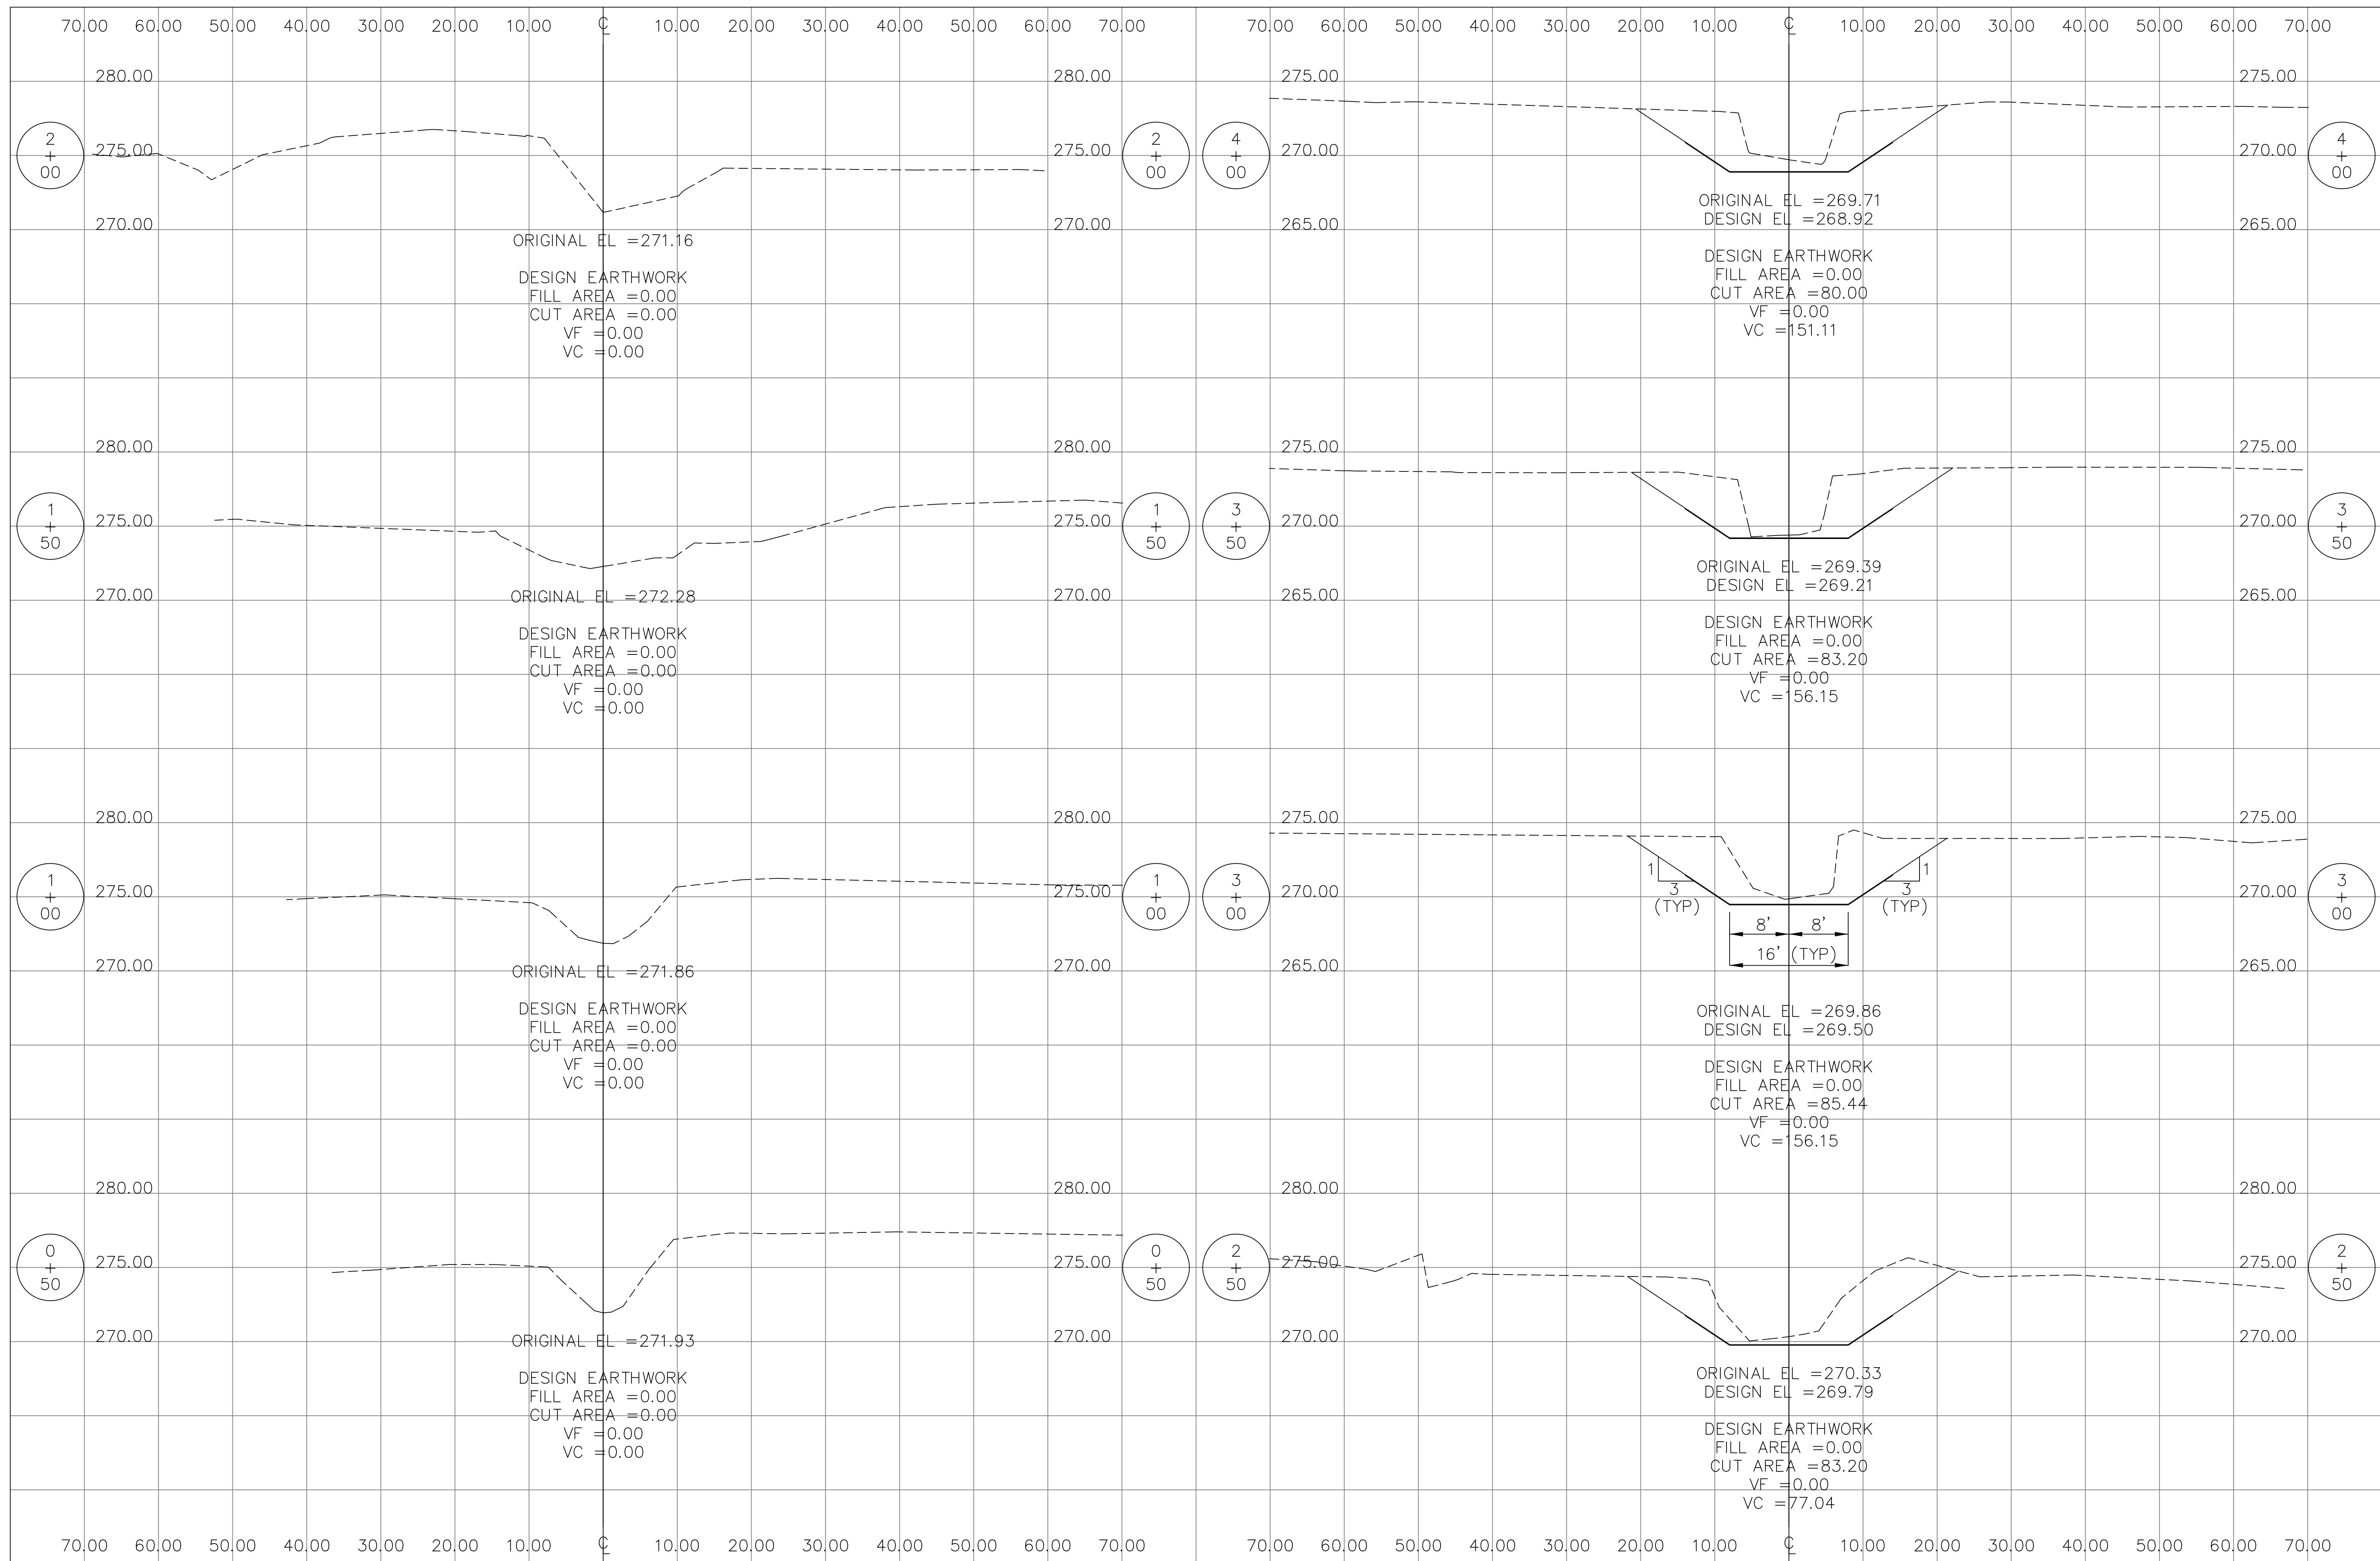 70.00 60.00 50.00 40.00 30.00 20.00 10.00 ℄ 10.00 20.00 30.00 40.00 50.00 60.00 70.00 70.00 60.00 50.00 40.00 30.00 20.00 10.00 ℄ 10.00 20.00 30.00 40.00 50.00 60.00 70.00
280.00 280.00
2+00 275.00 275.00 2+00
270.00 270.00
ORIGINAL EL =271.16
DESIGN EARTHWORK
FILL AREA =0.00
CUT AREA =0.00
VF =0.00
VC =0.00
280.00 280.00
1+50 275.00 275.00 1+50
270.00 270.00
ORIGINAL EL =272.28
DESIGN EARTHWORK
FILL AREA =0.00
CUT AREA =0.00
VF =0.00
VC =0.00
280.00 280.00
1+00 275.00 275.00 1+00
270.00 270.00
ORIGINAL EL =271.86
DESIGN EARTHWORK
FILL AREA =0.00
CUT AREA =0.00
VF =0.00
VC =0.00
280.00 280.00
0+50 275.00 275.00 0+50
270.00 270.00
ORIGINAL EL =271.93
DESIGN EARTHWORK
FILL AREA =0.00
CUT AREA =0.00
VF =0.00
VC =0.00
275.00 275.00
4+00 270.00 270.00 4+00
265.00 265.00
ORIGINAL EL =269.71
DESIGN EL =268.92
DESIGN EARTHWORK
FILL AREA =0.00
CUT AREA =80.00
VF =0.00
VC =151.11
275.00 275.00
3+50 270.00 270.00 3+50
265.00 265.00
ORIGINAL EL =269.39
DESIGN EL =269.21
DESIGN EARTHWORK
FILL AREA =0.00
CUT AREA =83.20
VF =0.00
VC =156.15
275.00 275.00
3+00 270.00 270.00 3+00
1 1
3 3
(TYP) (TYP)
8' 8'
16' (TYP)
265.00 265.00
ORIGINAL EL =269.86
DESIGN EL =269.50
DESIGN EARTHWORK
FILL AREA =0.00
CUT AREA =85.44
VF =0.00
VC =156.15
280.00 280.00
2+50 275.00 275.00 2+50
270.00 270.00
ORIGINAL EL =270.33
DESIGN EL =269.79
DESIGN EARTHWORK
FILL AREA =0.00
CUT AREA =83.20
VF =0.00
VC =77.04
70.00 60.00 50.00 40.00 30.00 20.00 10.00 ℄ 10.00 20.00 30.00 40.00 50.00 60.00 70.00 70.00 60.00 50.00 40.00 30.00 20.00 10.00 ℄ 10.00 20.00 30.00 40.00 50.00 60.00 70.00